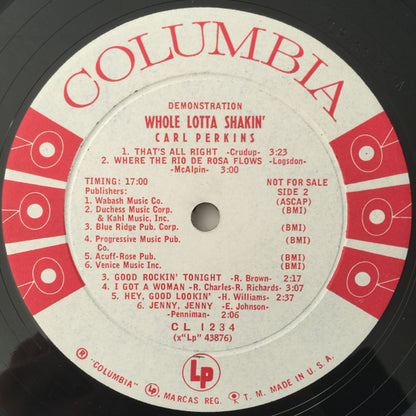 COLUMBIA
DEMONSTRATION
WHOLE LOTTA SHAKIN'
CARL PERKINS
1. THAT'S ALL RIGHT -Crudup- 3:23
2. WHERE THE RIO DE ROSA FLOWS -Logsdon-
-McAlpin- 3:00
TIMING: 17:00 NOT FOR SALE
Publishers: SIDE 2
1. Wabash Music Co. (ASCAP)
2. Duchess Music Corp. (BMI)
& Kahl Music, Inc.
3. Blue Ridge Pub. Corp. (BMI)
4. Progressive Music Pub. (BMI)
Co.
5. Acuff-Rose Pub. (BMI)
6. Venice Music Inc. (BMI)
3. GOOD ROCKIN' TONIGHT -R. Brown- 2:17
4. I GOT A WOMAN -R. Charles-R. Richards- 3:07
5. HEY, GOOD LOOKIN' -H. Williams- 2:37
6. JENNY, JENNY -E. Johnson-
-Penniman- 2:06
CL 1234
(x"Lp" 43876)
® "COLUMBIA", Lp MARCAS REG. T. M. MADE IN U. S. A.
Lp